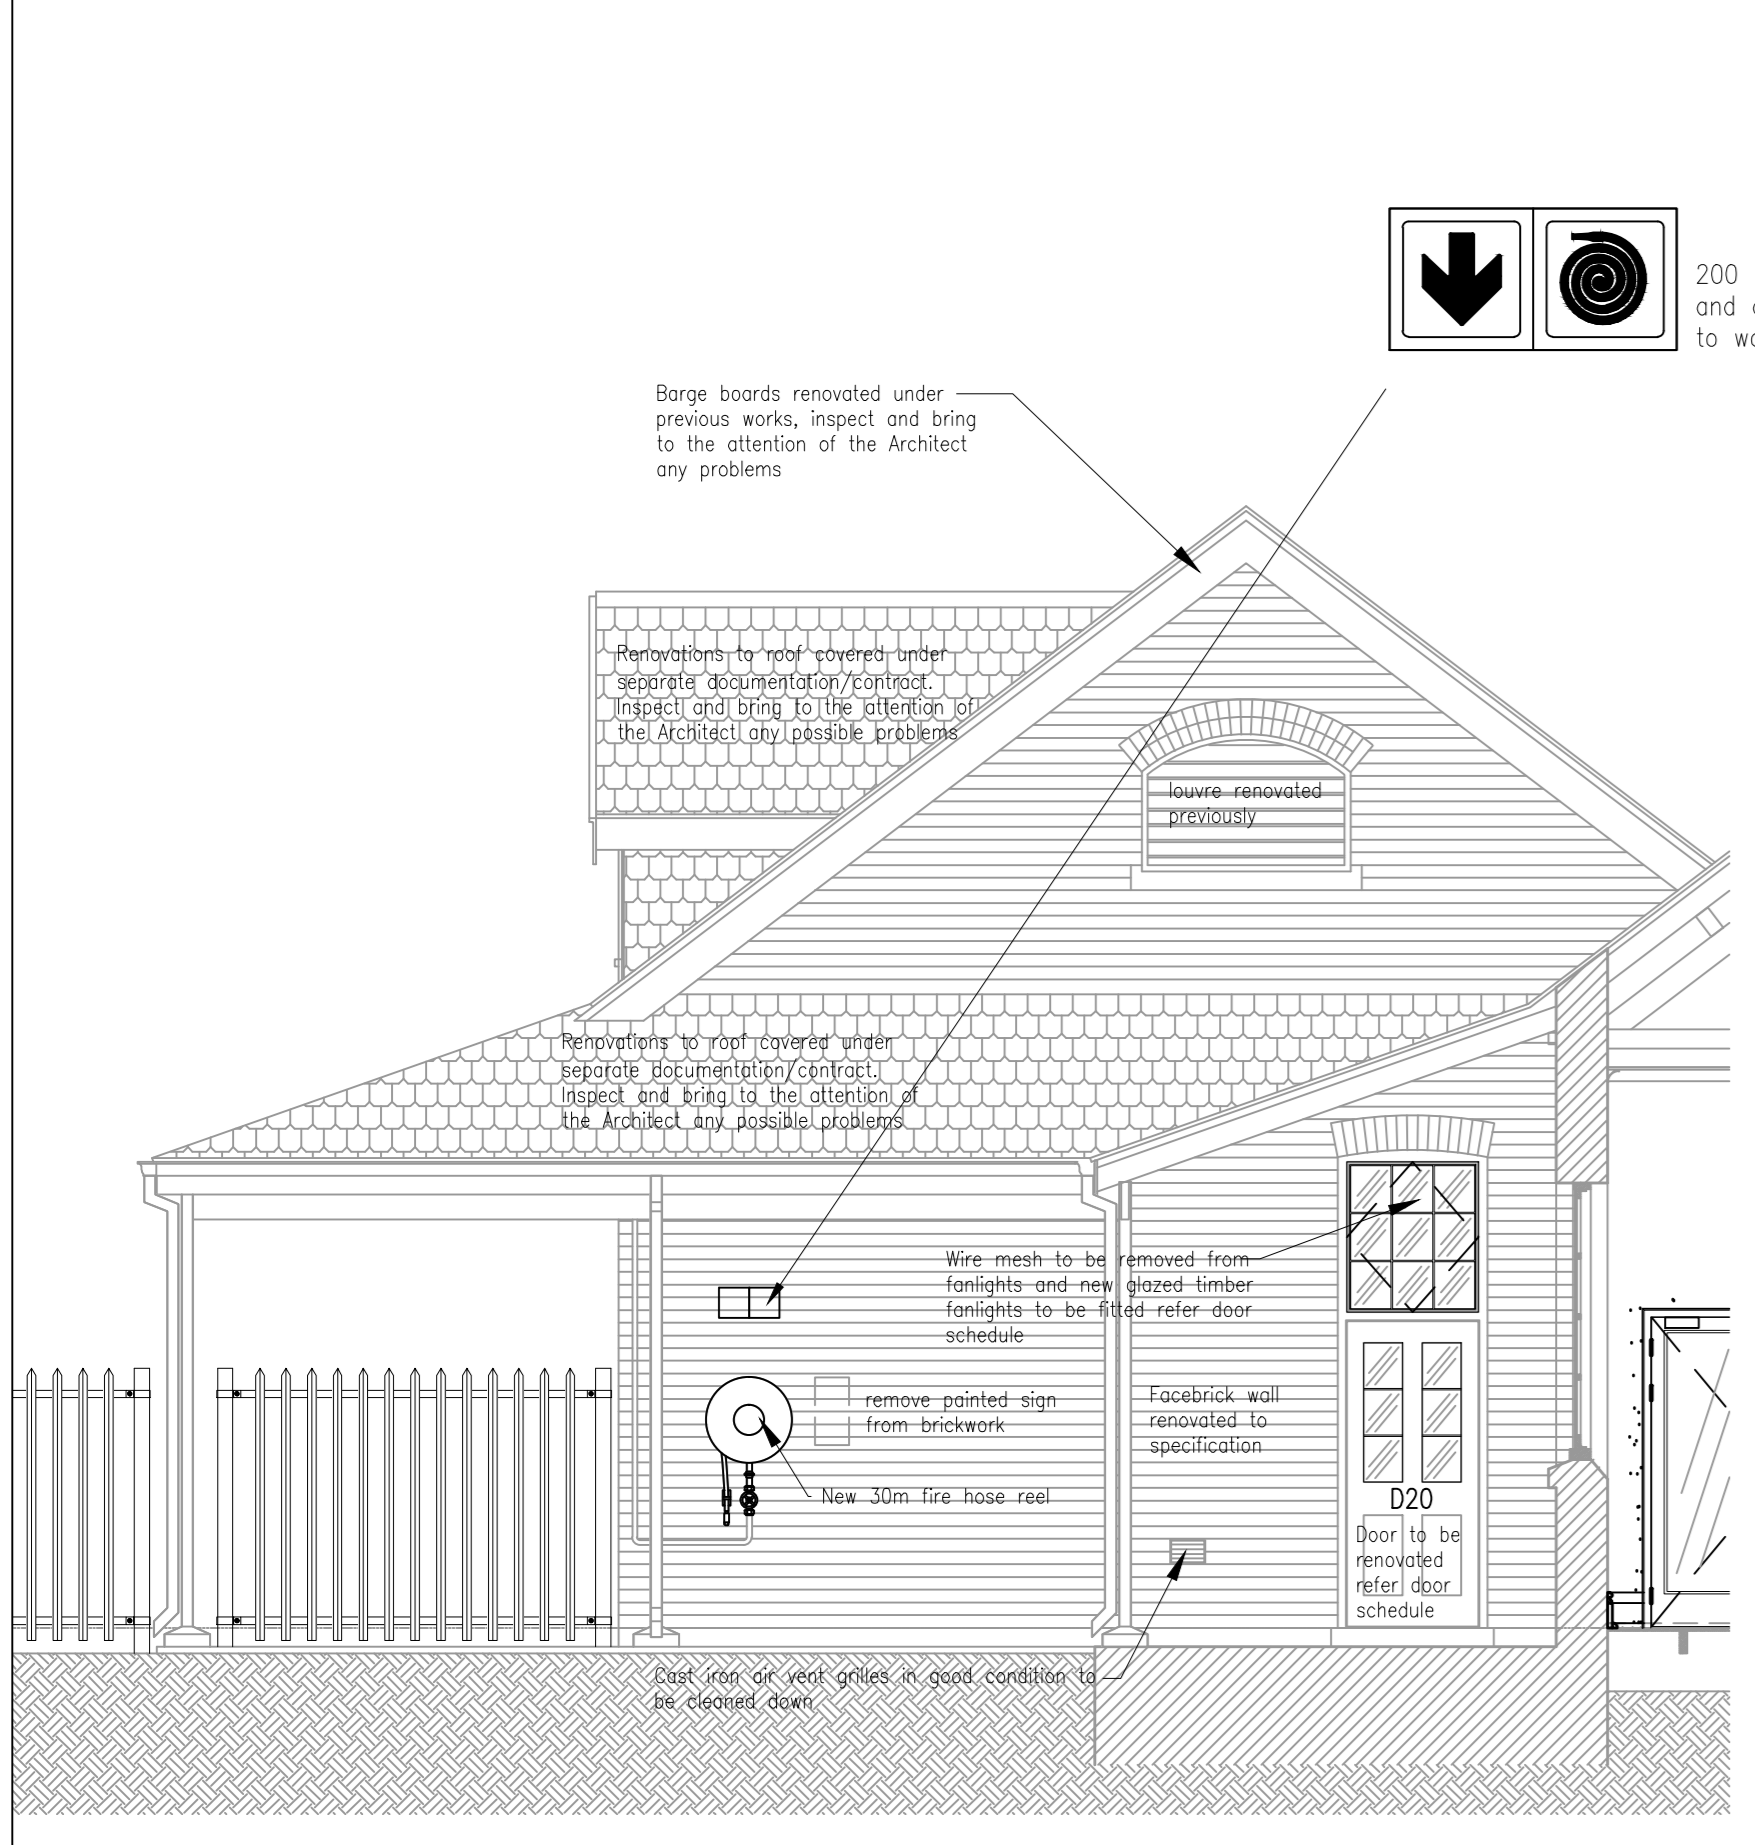 200
and
to
Barge boards renovated under
previous works, inspect and bring
to the attention of the Architect
any problems
Renovations to roof covered under
separate documentation/contract.
Inspect and bring to the attention of
the Architect any possible problems
louvre renovated
previously
Renovations to roof covered under
separate documentation/contract.
Inspect and bring to the attention of
the Architect any possible problems
Wire mesh to be removed from
fanlights and new glazed timber
fanlights to be fitted refer door
schedule
remove painted sign
from brickwork
Facebrick wall
renovated to
specification
New 30m fire hose reel
D20
Door to be
renovated
refer door
schedule
Cast iron air vent grilles in good condition to
be cleaned down